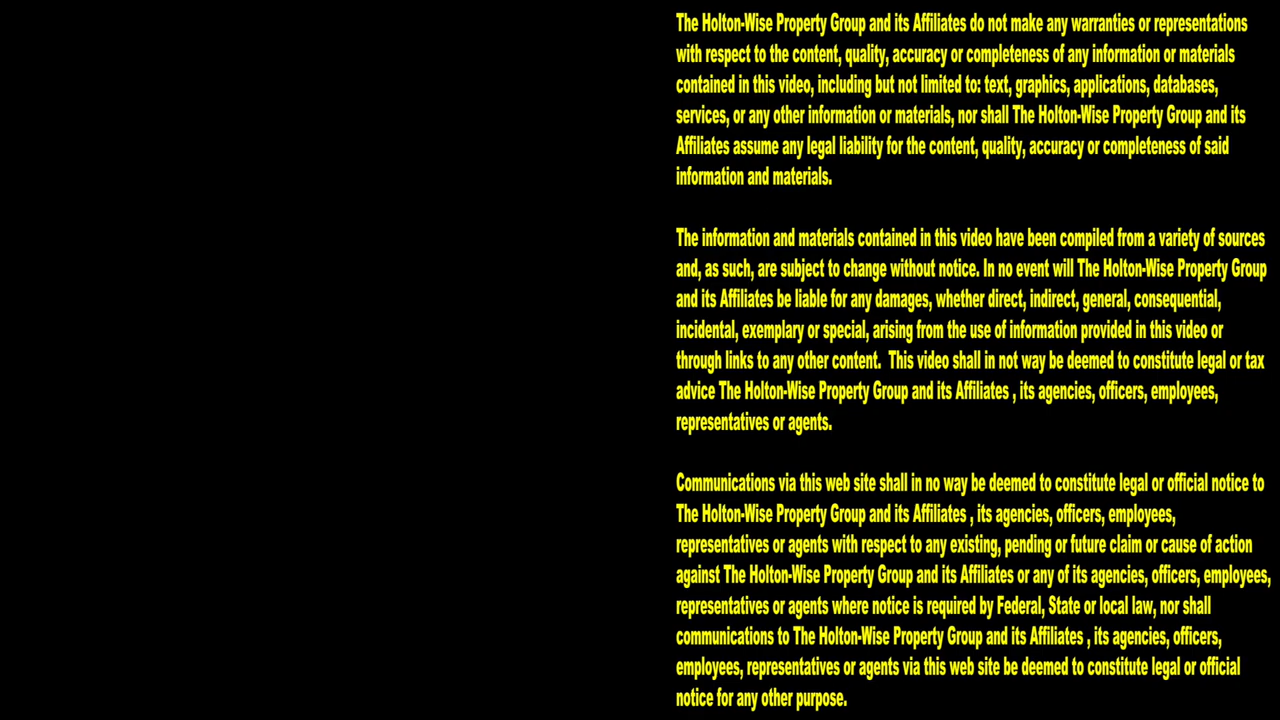 The Holton-Wise Property Group and its Affiliates do not make any warranties or representations
with respect to the content, quality, accuracy or completeness of any information or materials
contained in this video, including but not limited to: text, graphics, applications, databases,
services, or any other information or materials, nor shall The Holton-Wise Property Group and its
Affiliates assume any legal liability for the content, quality, accuracy or completeness of said
information and materials.
The information and materials contained in this video have been compiled from a variety of sources
and, as such, are subject to change without notice. In no event will The Holton-Wise Property Group
and its Affiliates be liable for any damages, whether direct, indirect, general, consequential,
incidental, exemplary or special, arising from the use of information provided in this video or
through links to any other content.  This video shall in not way be deemed to constitute legal or tax
advice The Holton-Wise Property Group and its Affiliates , its agencies, officers, employees,
representatives or agents.
Communications via this web site shall in no way be deemed to constitute legal or official notice to
The Holton-Wise Property Group and its Affiliates , its agencies, officers, employees,
representatives or agents with respect to any existing, pending or future claim or cause of action
against The Holton-Wise Property Group and its Affiliates or any of its agencies, officers, employees,
representatives or agents where notice is required by Federal, State or local law, nor shall
communications to The Holton-Wise Property Group and its Affiliates , its agencies, officers,
employees, representatives or agents via this web site be deemed to constitute legal or official
notice for any other purpose.